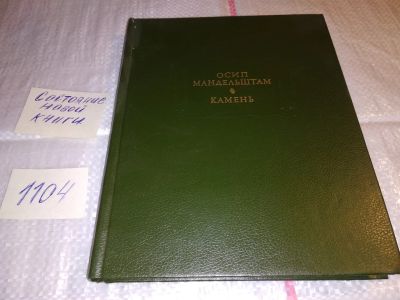 Состояние
новой
книги
1104
ОСИП
МАНДЕЛЬШТАМ
КАМЕНЬ